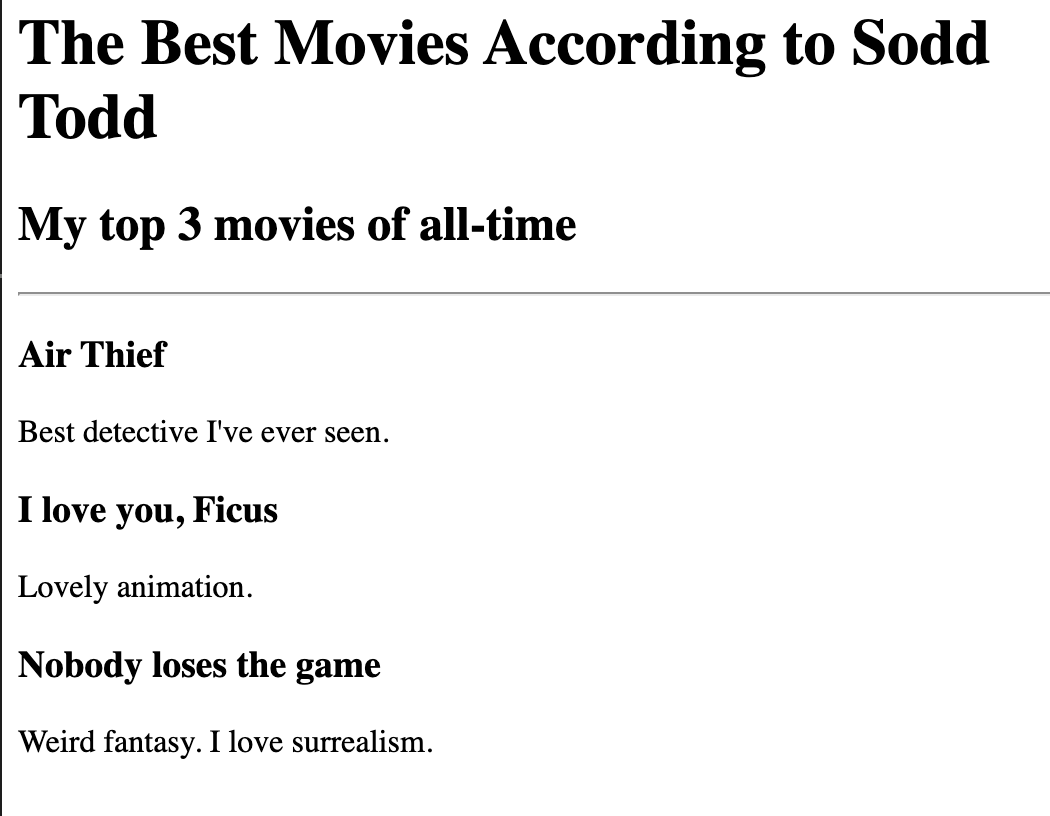 The Best Movies According to Sodd
Todd
My top 3 movies of all-time
Air Thief
Best detective I've ever seen.
I love you, Ficus
Lovely animation.
Nobody loses the game
Weird fantasy. I love surrealism.